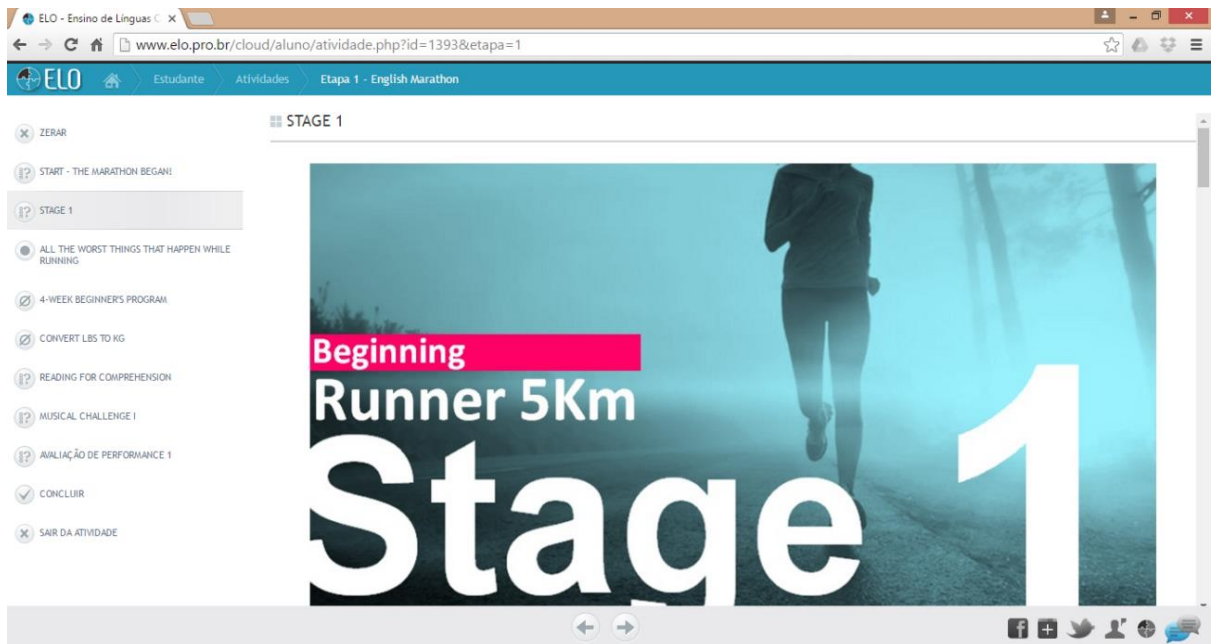 ELO - Ensino de Línguas C
www.elo.pro.br/cloud/aluno/atividade.php?id=1393&etapa=1
ELO Estudante Atividades Etapa 1 - English Marathon
ZERAR
START - THE MARATHON BEGAN!
STAGE 1
ALL THE WORST THINGS THAT HAPPEN WHILE
RUNNING
4-WEEK BEGINNER'S PROGRAM
CONVERT LBS TO KG
READING FOR COMPREHENSION
MUSICAL CHALLENGE I
AVALIAÇÃO DE PERFORMANCE 1
CONCLUIR
SAIR DA ATIVIDADE
STAGE 1
Beginning
Runner 5Km
Stage 1